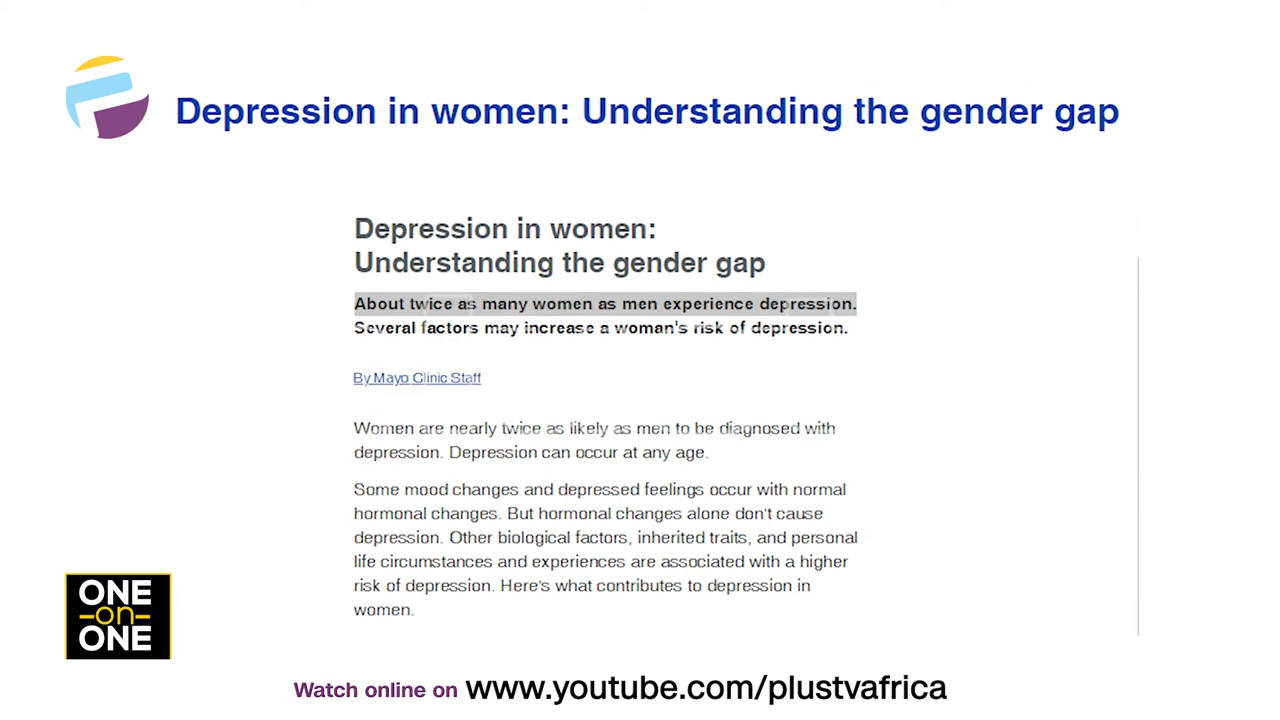 Depression in women: Understanding the gender gap
Depression in women:
Understanding the gender gap
About twice as many women as men experience depression.
Several factors may increase a woman's risk of depression.
By Mayo Clinic Staff
Women are nearly twice as likely as men to be diagnosed with
depression. Depression can occur at any age.
Some mood changes and depressed feelings occur with normal
hormonal changes. But hormonal changes alone don't cause
depression. Other biological factors, inherited traits, and personal
life circumstances and experiences are associated with a higher
risk of depression. Here's what contributes to depression in
women.
ONE
on
ONE
Watch online on www.youtube.com/plustvafrica